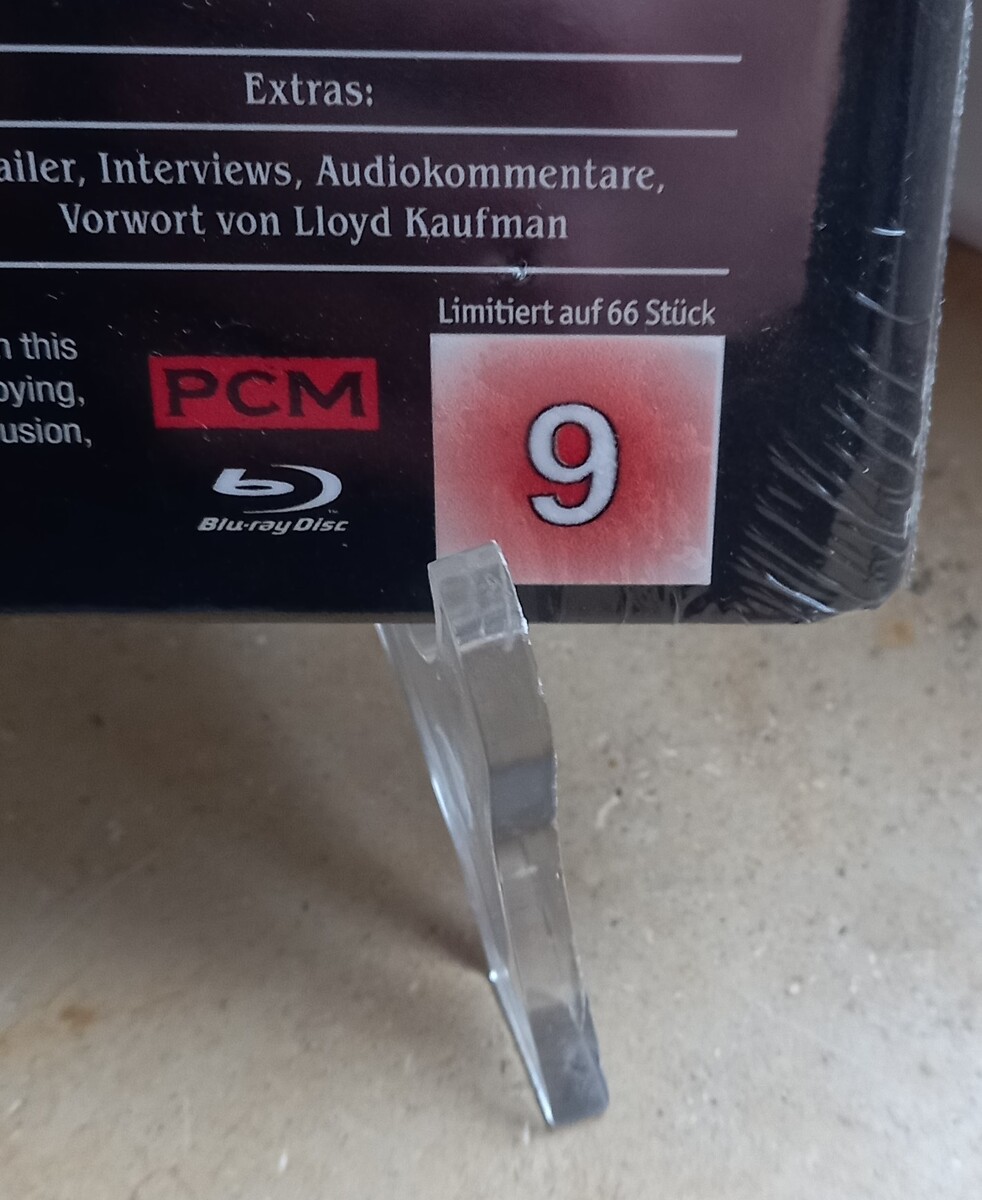 Extras:
ailer, Interviews, Audiokommentare,
Vorwort von Lloyd Kaufman
Limitiert auf 66 Stück
n this
oying,
usion,
PCM
Blu-ray Disc
9